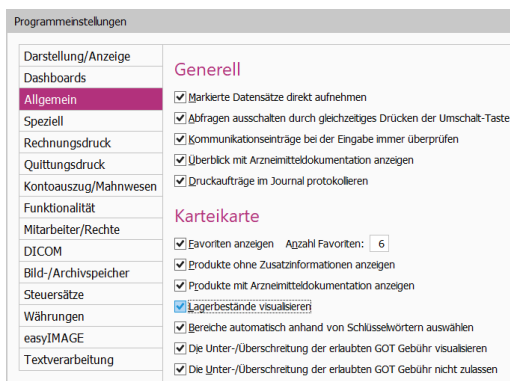 Programmeinstellungen
Darstellung/Anzeige
Dashboards
Allgemein
Speziell
Rechnungsdruck
Quittungsdruck
Kontoauszug/Mahnwesen
Funktionalität
Mitarbeiter/Rechte
DICOM
Bild-/Archivspeicher
Steuersätze
Währungen
easyIMAGE
Textverarbeitung
Generell
Markierte Datensätze direkt aufnehmen
Abfragen ausschalten durch gleichzeitiges Drücken der Umschalt-Taste
Kommunikationseinträge bei der Eingabe immer überprüfen
Überblick mit Arzneimitteldokumentation anzeigen
Druckaufträge im Journal protokollieren
Karteikarte
Favoriten anzeigen Anzahl Favoriten: 6
Produkte ohne Zusatzinformationen anzeigen
Produkte mit Arzneimitteldokumentation anzeigen
Lagerbestände visualisieren
Bereiche automatisch anhand von Schlüsselwörtern auswählen
Die Unter-/Überschreitung der erlaubten GOT Gebühr visualisieren
Die Unter-/Überschreitung der erlaubten GOT Gebühr nicht zulassen